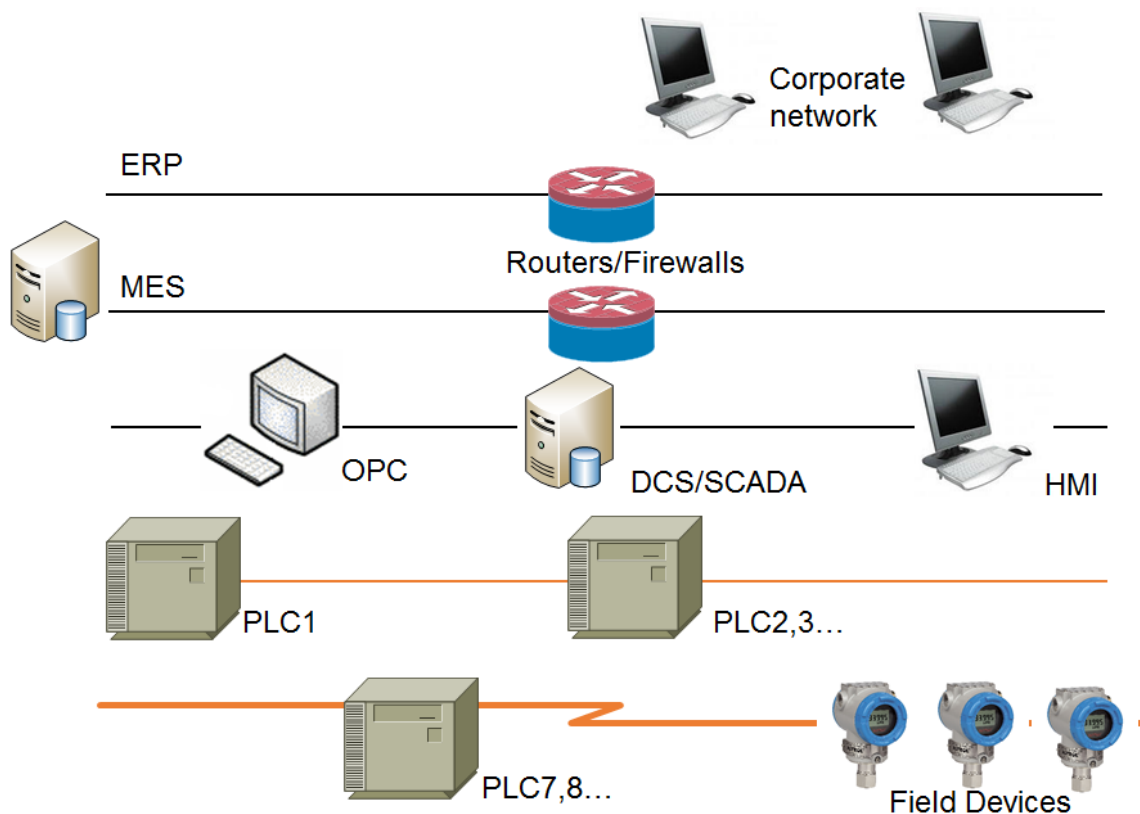 Corporate
network
ERP
Routers/Firewalls
MES
OPC
DCS/SCADA
HMI
PLC1
PLC2,3…
PLC7,8…
Field Devices